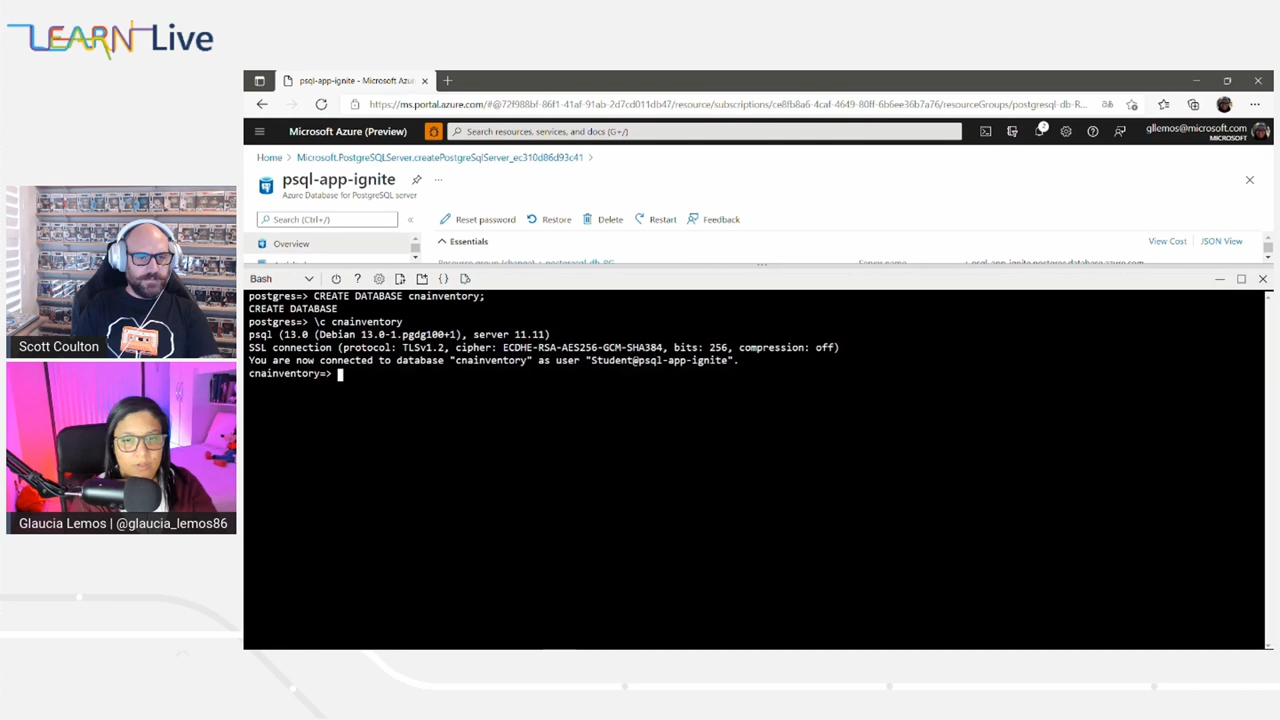 LEARN Live
psql-app-ignite - Microsoft Azu
https://ms.portal.azure.com/#@72f988bf-86f1-41af-91ab-2d7cd011db47/resource/subscriptions/ce8fb8a6-4caf-4649-80ff-6b6ee36b7a76/resourceGroups/postgresql-db-R...
Microsoft Azure (Preview)
Search resources, services, and docs (G+/)
2
gllemos@microsoft.com
MICROSOFT
Home > Microsoft.PostgreSQLServer.createPostgreSqlServer_ec310d86d93c41 >
psql-app-ignite
Azure Database for PostgreSQL server
Search (Ctrl+/)
Reset password Restore Delete Restart Feedback
Overview
Essentials
View Cost JSON View
Bash
postgres=> CREATE DATABASE cnainventory;
CREATE DATABASE
postgres=> \c cnainventory
psql (13.0 (Debian 13.0-1.pgdg100+1), server 11.11)
SSL connection (protocol: TLSv1.2, cipher: ECDHE-RSA-AES256-GCM-SHA384, bits: 256, compression: off)
You are now connected to database "cnainventory" as user "Student@psql-app-ignite".
cnainventory=>
Scott Coulton
Glaucia Lemos | @glaucia_lemos86